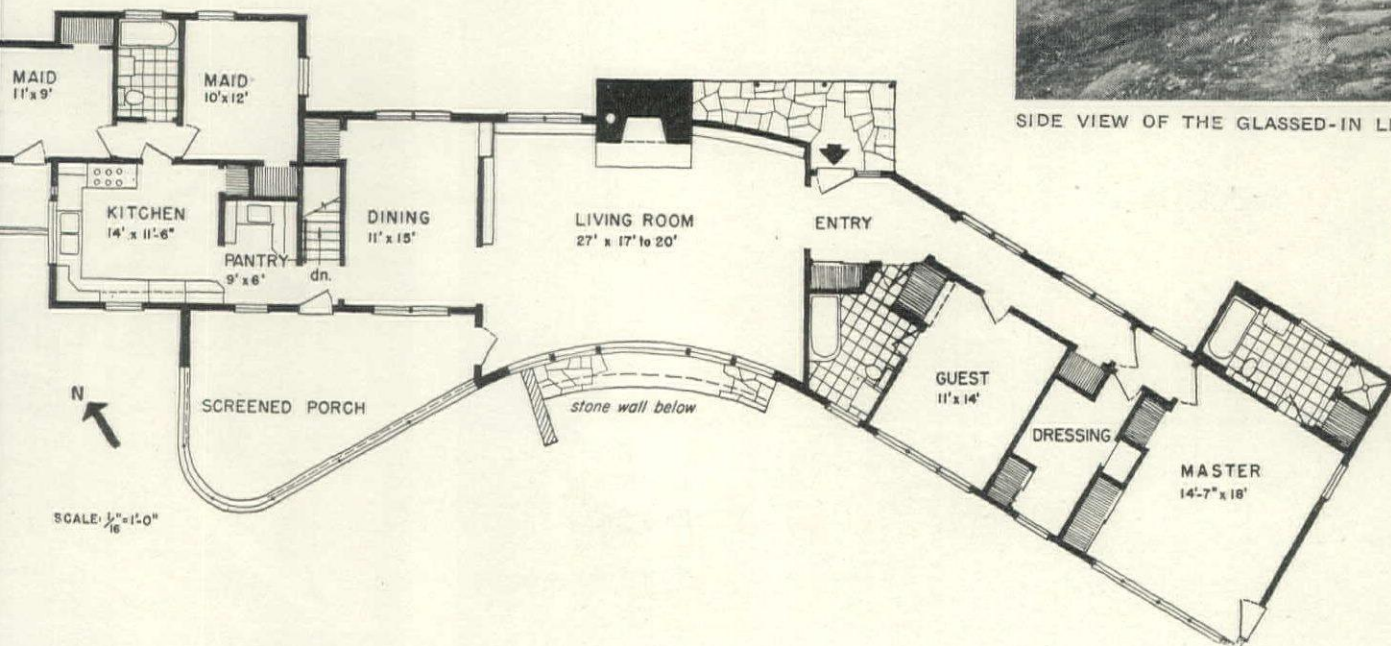 MAID
11' x 9'
MAID
10' x 12'
SIDE VIEW OF THE GLASSED-IN
KITCHEN
14' x 11'-6"
PANTRY
9' x 6'
dn.
DINING
11' x 15'
LIVING ROOM
27' x 17' to 20'
ENTRY
N
SCREENED PORCH
stone wall below
GUEST
11' x 14'
DRESSING
MASTER
14'-7" x 18'
SCALE: 1/16" = 1'-0"